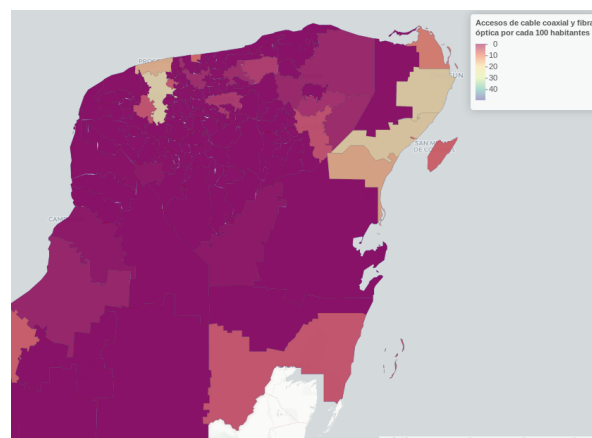 Accesos de cable coaxial y fibra
óptica por cada 100 habitantes
0
10
20
30
40
SAN M
DE CO